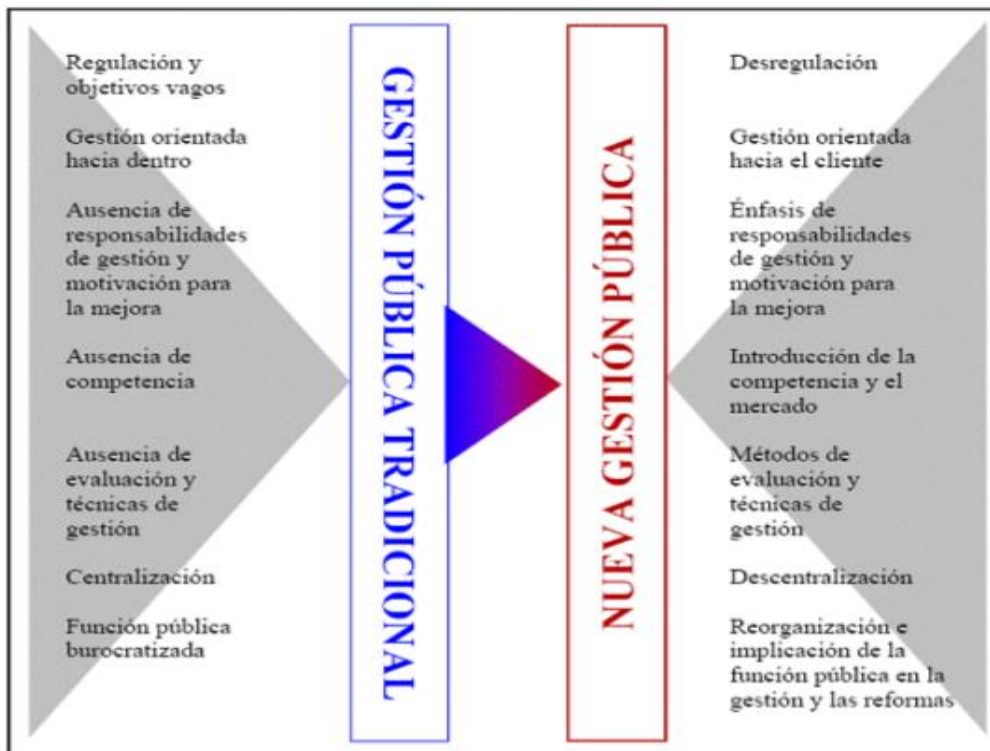 Regulación y
objetivos vagos
Gestión orientada
hacia dentro
Ausencia de
responsabilidades
de gestión y
motivación para
la mejora
Ausencia de
competencia
Ausencia de
evaluación y
técnicas de
gestión
Centralización
Función pública
burocratizada
GESTIÓN PÚBLICA TRADICIONAL
NUEVA GESTIÓN PÚBLICA
Desregulación
Gestión orientada
hacia el cliente
Énfasis de
responsabilidades
de gestión y
motivación para
la mejora
Introducción de la
competencia y el
mercado
Métodos de
evaluación y
técnicas de
gestión
Descentralización
Reorganización e
implicación de la
función pública en la
gestión y las reformas